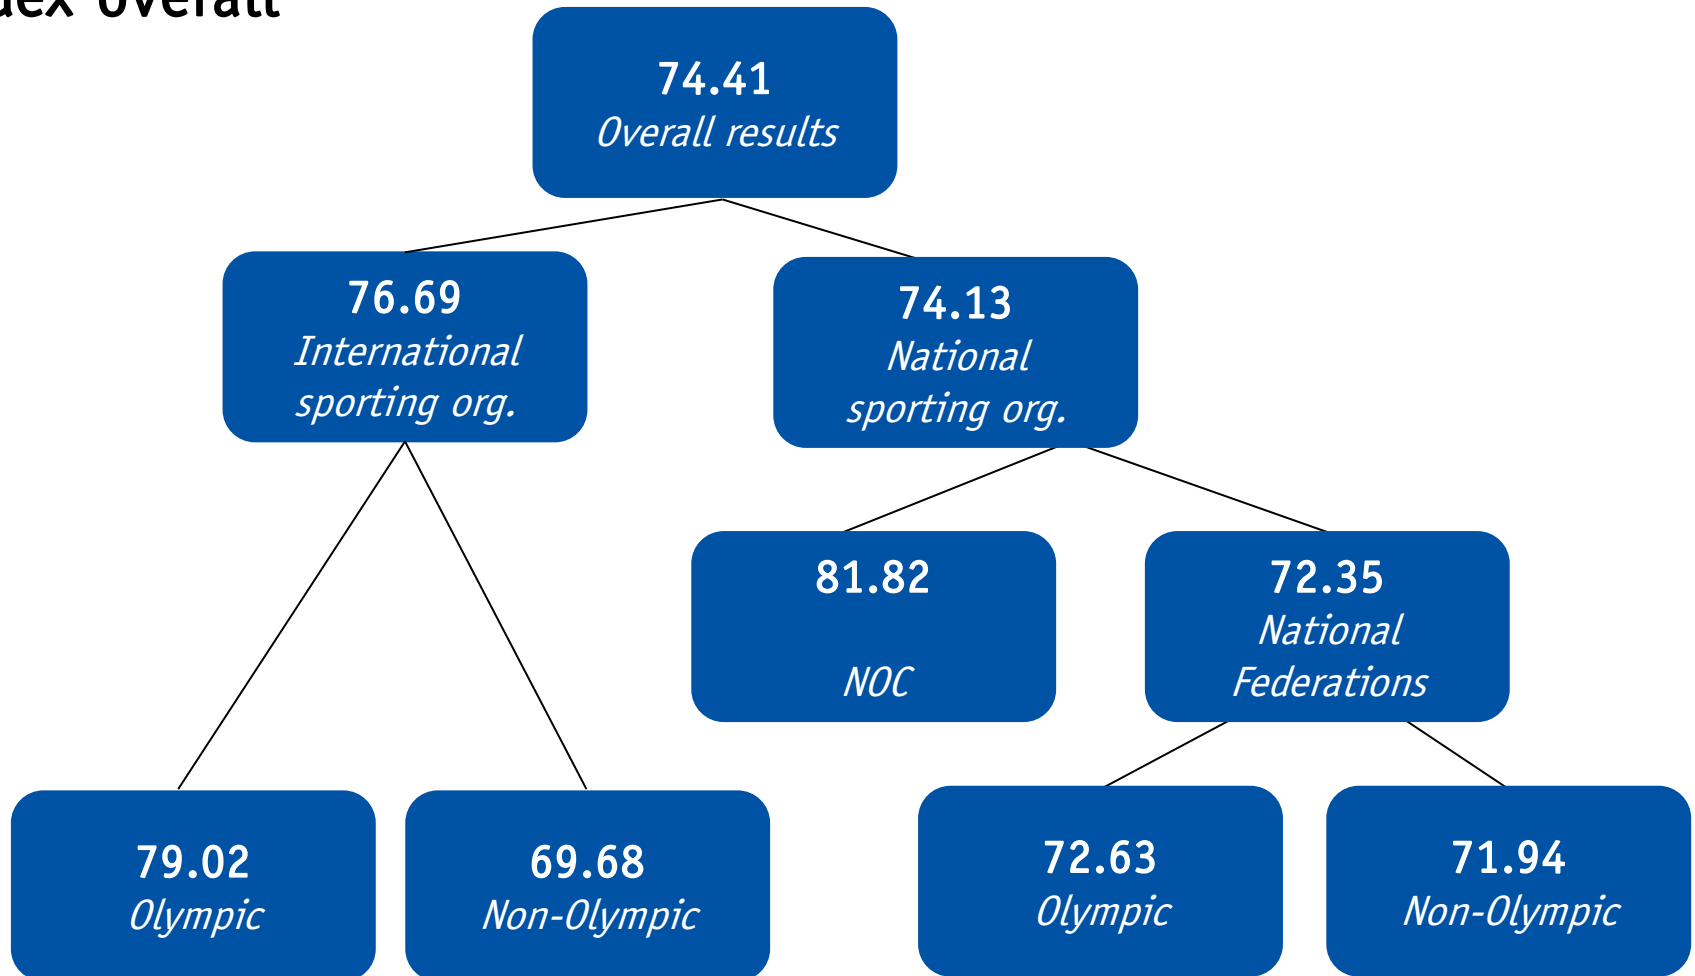 overall
74.41
Overall results
76.69
International
sporting org.
74.13
National
sporting org.
81.82
NOC
72.35
National
Federations
79.02
Olympic
69.68
Non-Olympic
72.63
Olympic
71.94
Non-Olympic